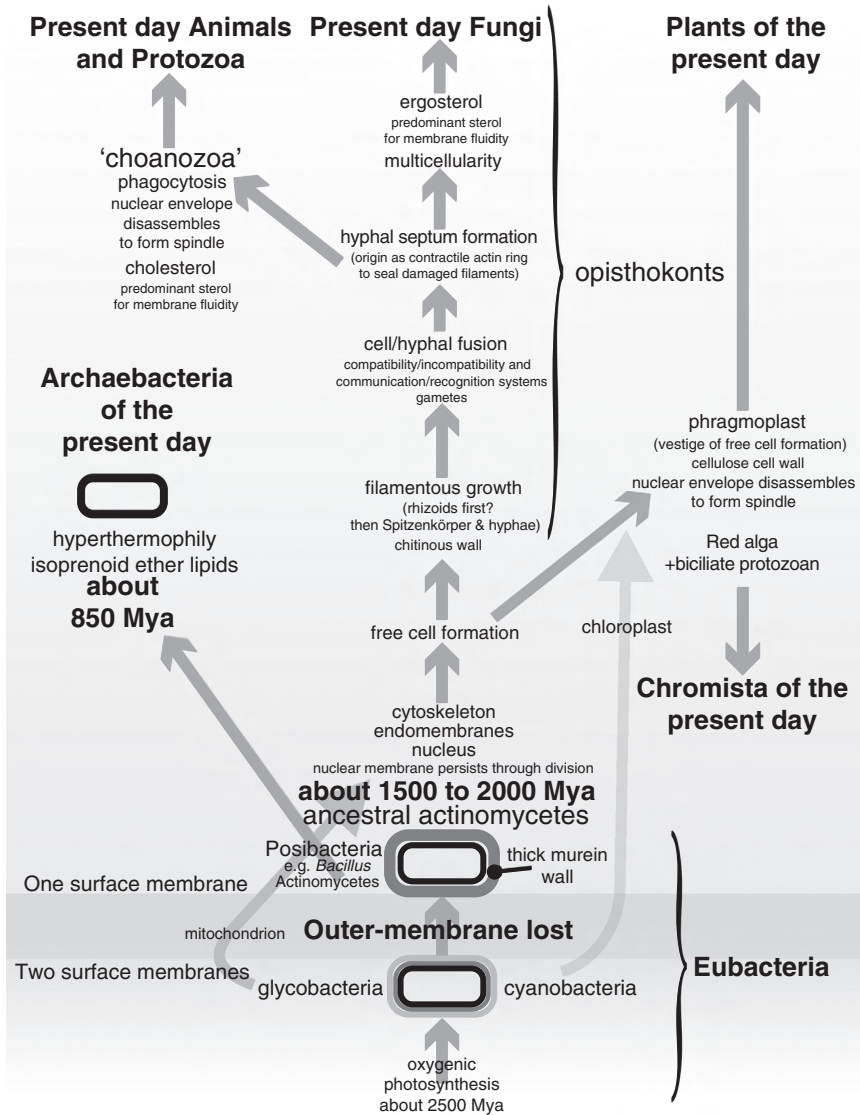 Present day Animals
and Protozoa
Present day Fungi
Plants of the
present day
ergosterol
predominant sterol
for membrane fluidity
multicellularity
'choanozoa'
phagocytosis
nuclear envelope
disassembles
to form spindle
cholesterol
predominant sterol
for membrane fluidity
hyphal septum formation
(origin as contractile actin ring
to seal damaged filaments)
opisthokonts
cell/hyphal fusion
compatibility/incompatibility and
communication/recognition systems
gametes
Archaebacteria
of the
present day
hyperthermophily
isoprenoid ether lipids
about
850 Mya
filamentous growth
(rhizoids first?
then Spitzenkörper & hyphae)
chitinous wall
phragmoplast
(vestige of free cell formation)
cellulose cell wall
nuclear envelope disassembles
to form spindle
Red alga
+biciliate protozoan
free cell formation
chloroplast
Chromista of the
present day
cytoskeleton
endomembranes
nucleus
nuclear membrane persists through division
about 1500 to 2000 Mya
ancestral actinomycetes
Posibacteria
e.g. Bacillus
Actinomycetes
thick murein
wall
One surface membrane
mitochondrion
Outer-membrane lost
Two surface membranes
glycobacteria
cyanobacteria
Eubacteria
oxygenic
photosynthesis
about 2500 Mya